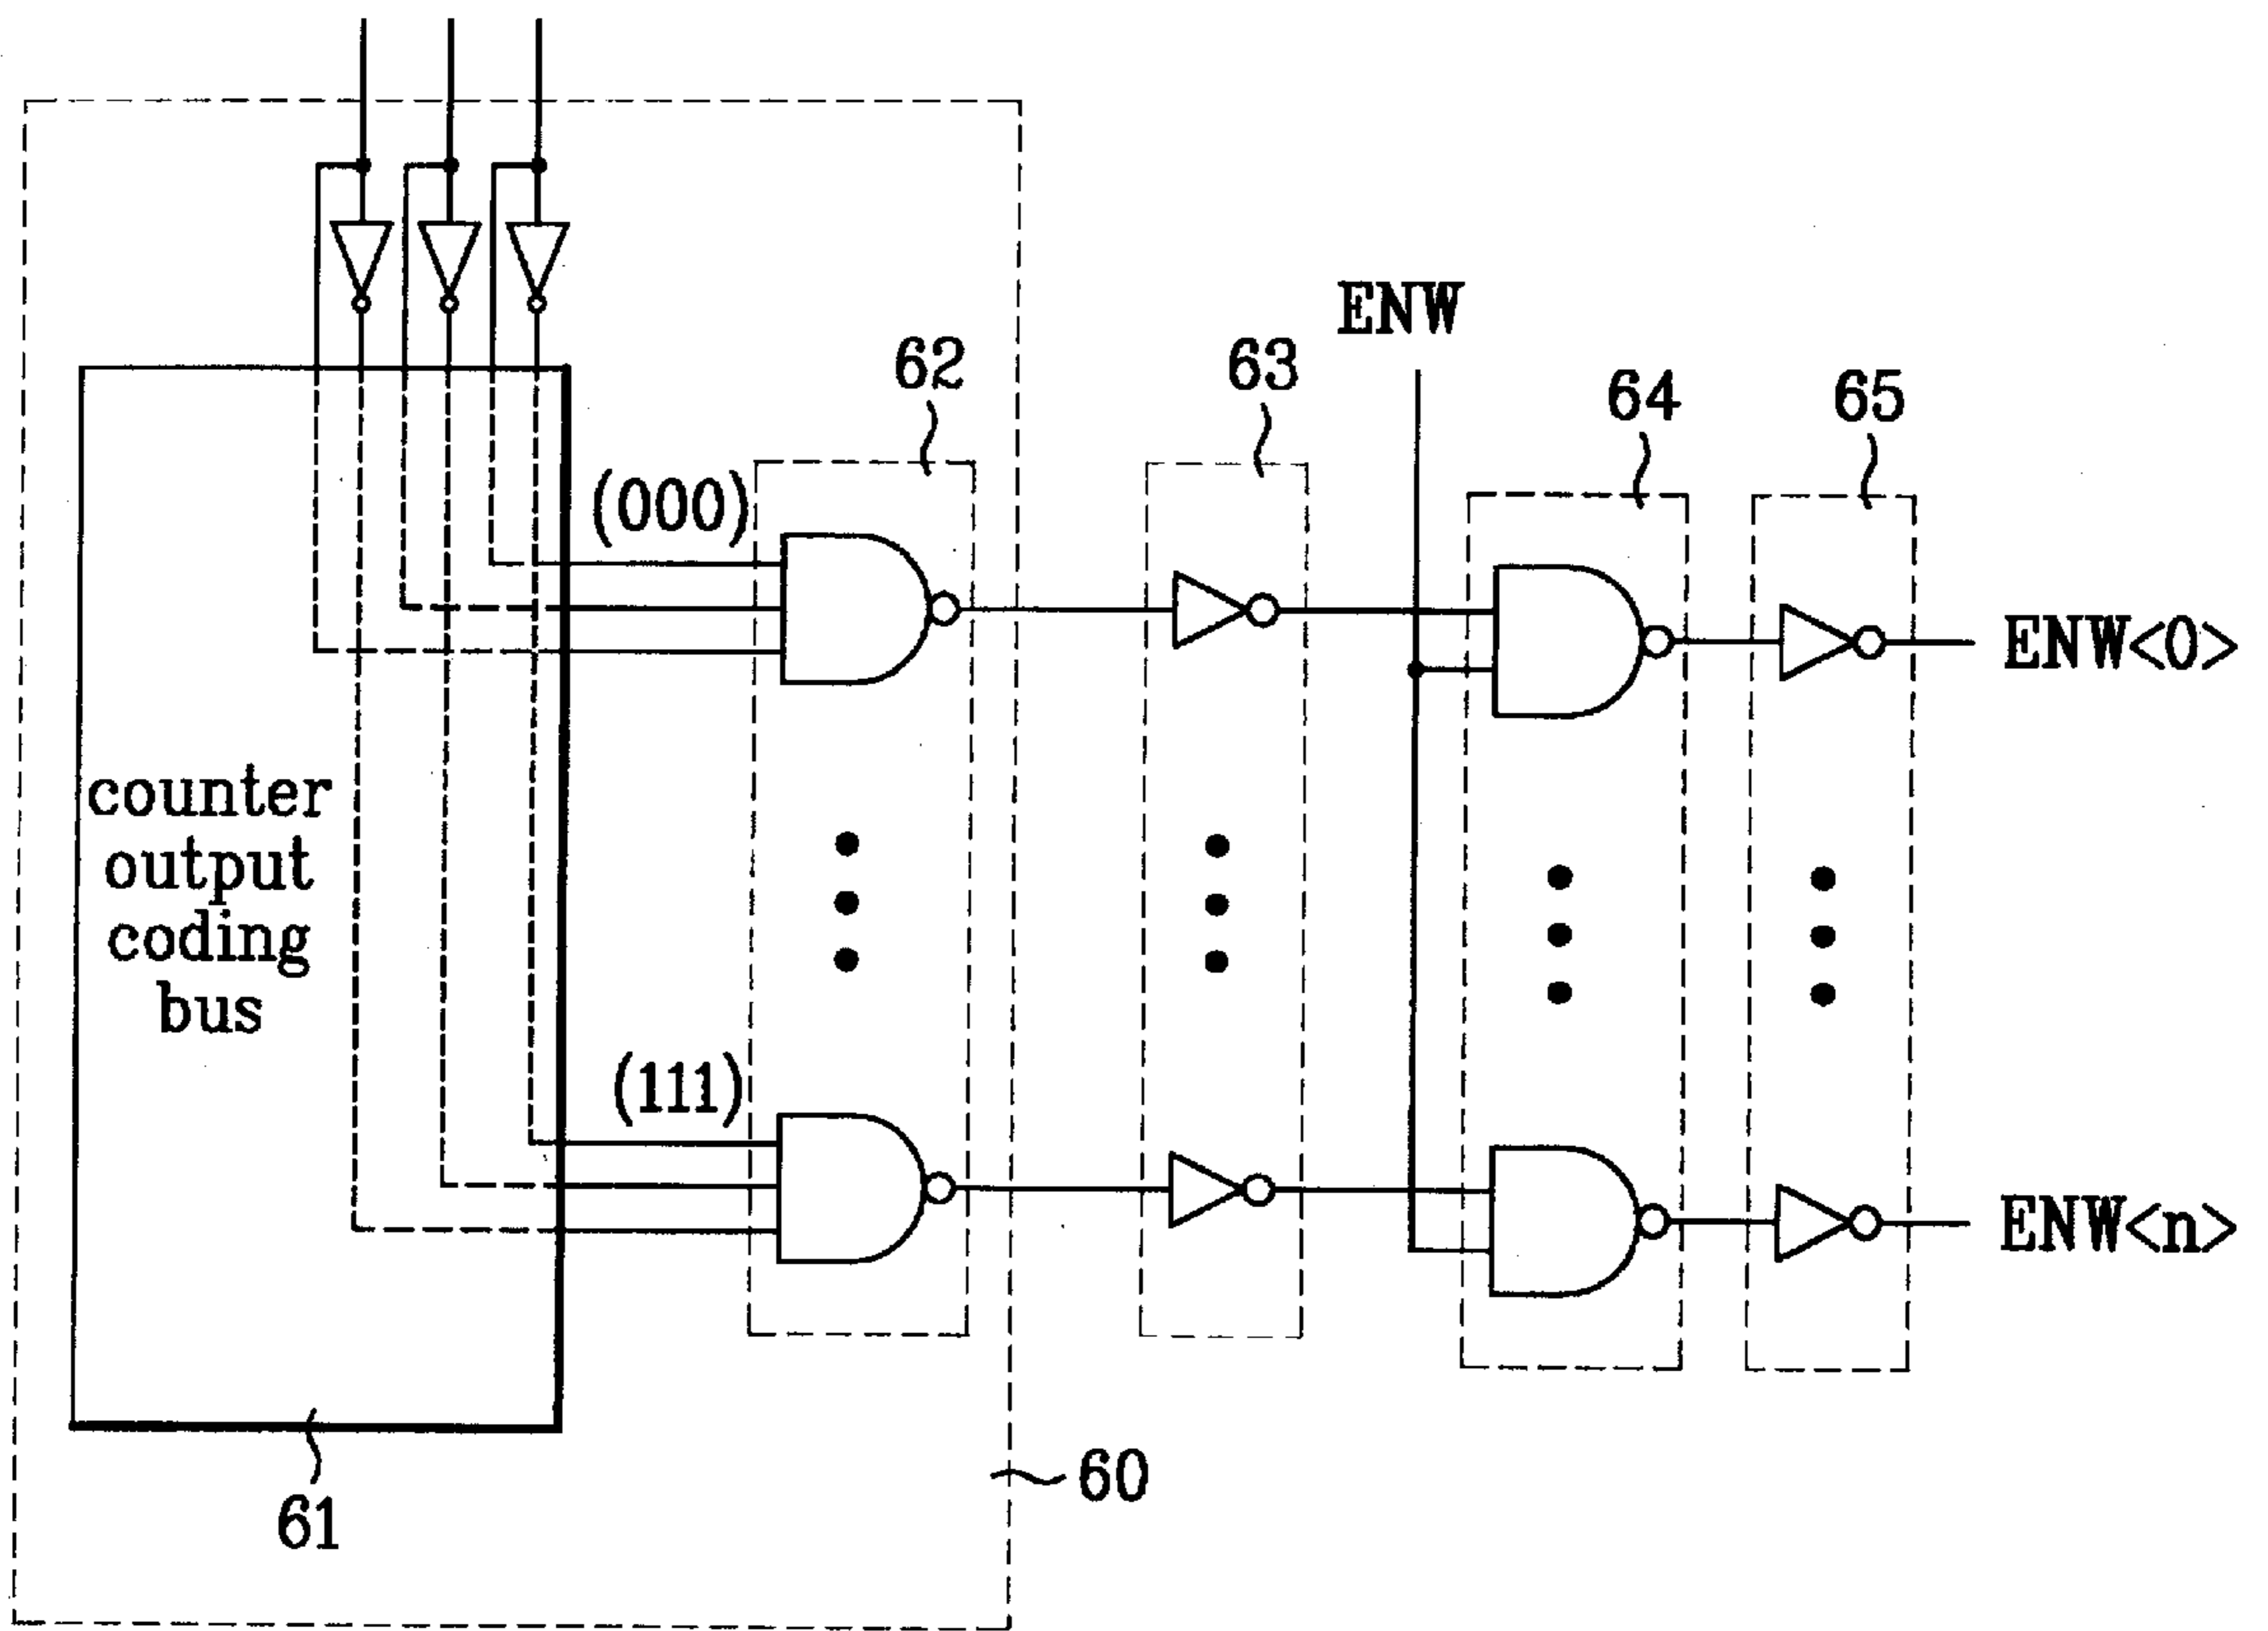 ENW
62
63
64
65
(000)
ENW<0>
counter
output
coding
bus
(111)
ENW<n>
60
61